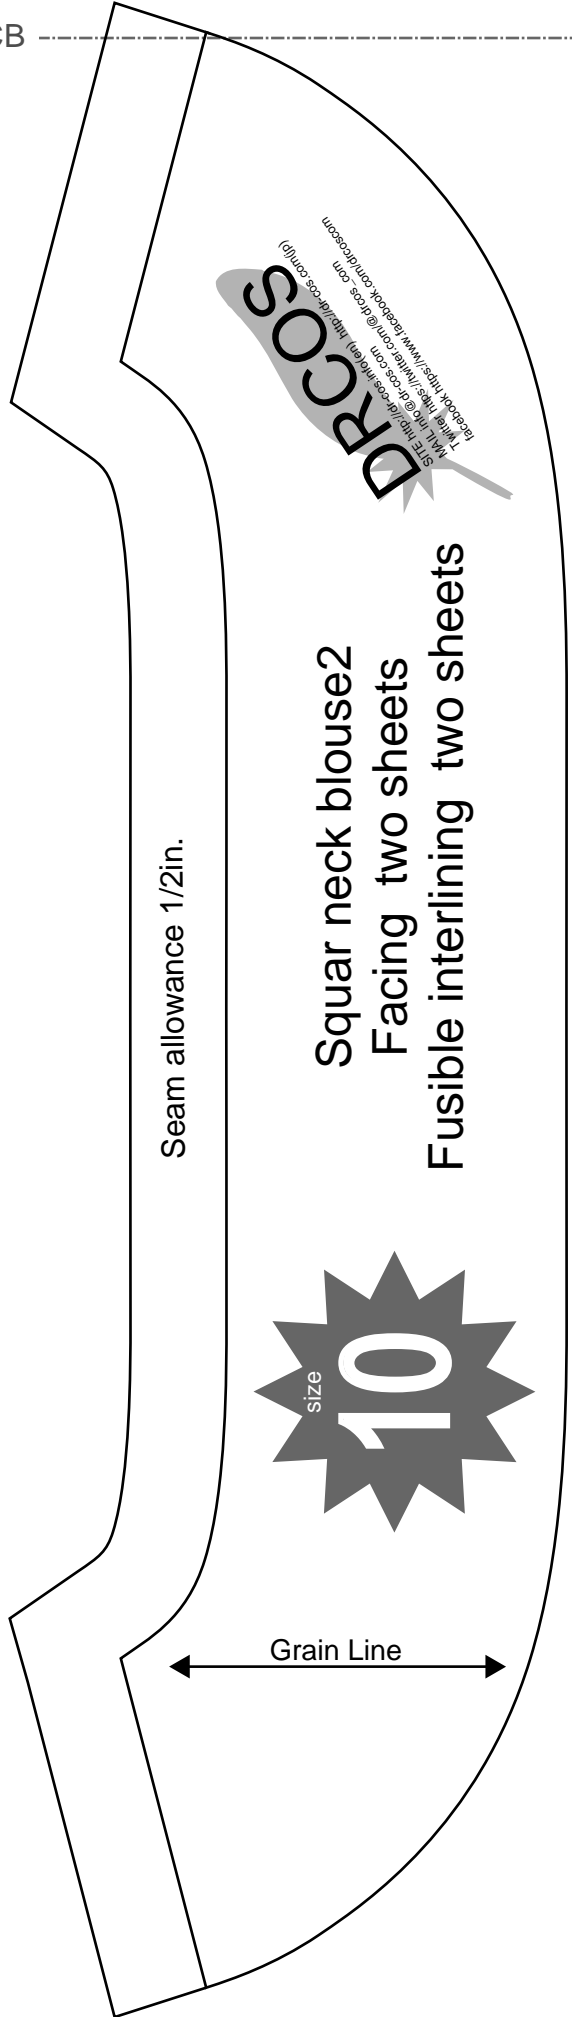 CB
DRCOS
SITE http://dr-cos.info(en) http://dr-cos.com(jp)
MAIL info@dr-cos.com
Twitter https://twitter.com/@drcos_com
facebook https://www.facebook.com/drcoscom
Squar neck blouse2
Facing two sheets
Fusible interlining two sheets
Seam allowance 1/2in.
size
10
Grain Line